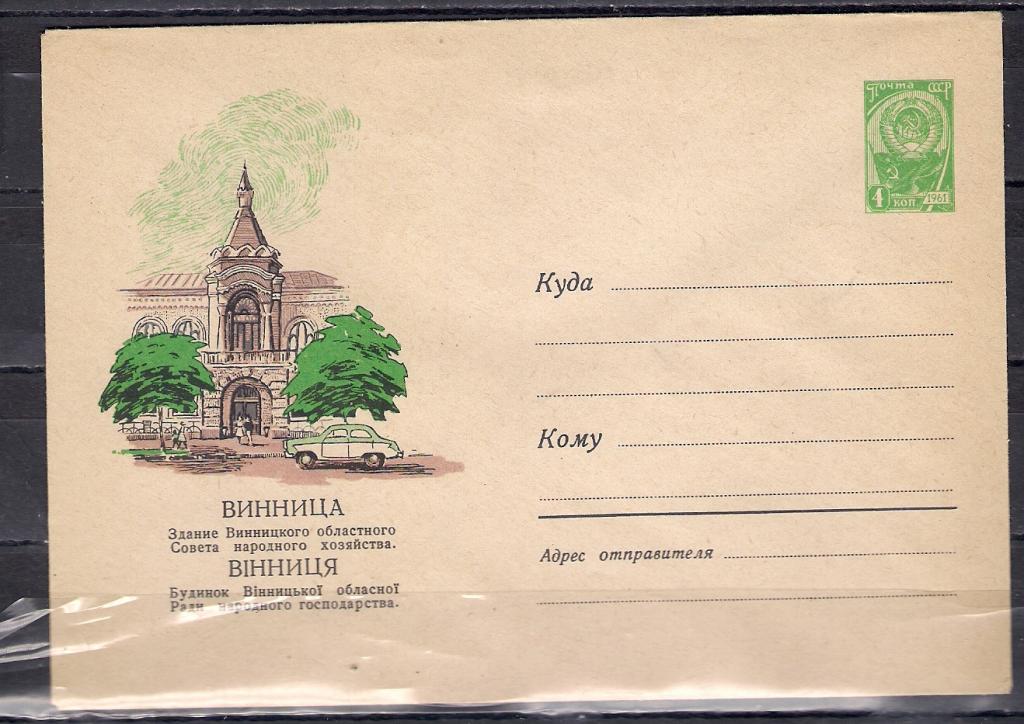 Почта СССР
4 КОП
1961
Куда
Кому
ВИННИЦА
Здание Винницкого областного
Совета народного хозяйства.
ВІННИЦЯ
Будинок Вінницької обласної
Ради народного господарства.
Адрес отправителя